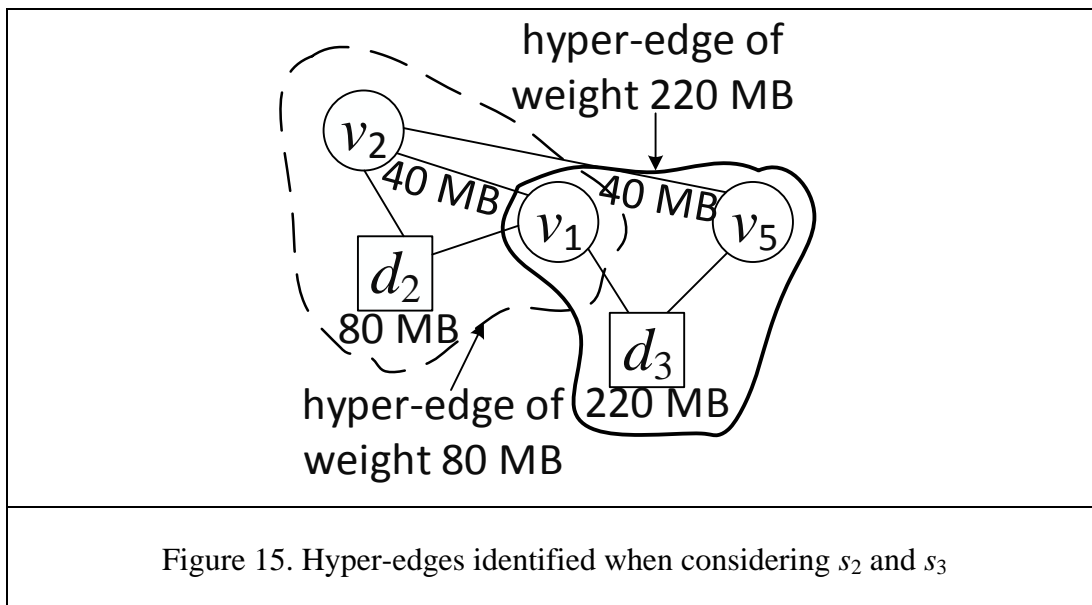 hyper-edge of
weight 220 MB
v2
40 MB
40 MB
v1
v5
d2
80 MB
d3
220 MB
hyper-edge of
weight 80 MB
Figure 15. Hyper-edges identified when considering s2 and s3